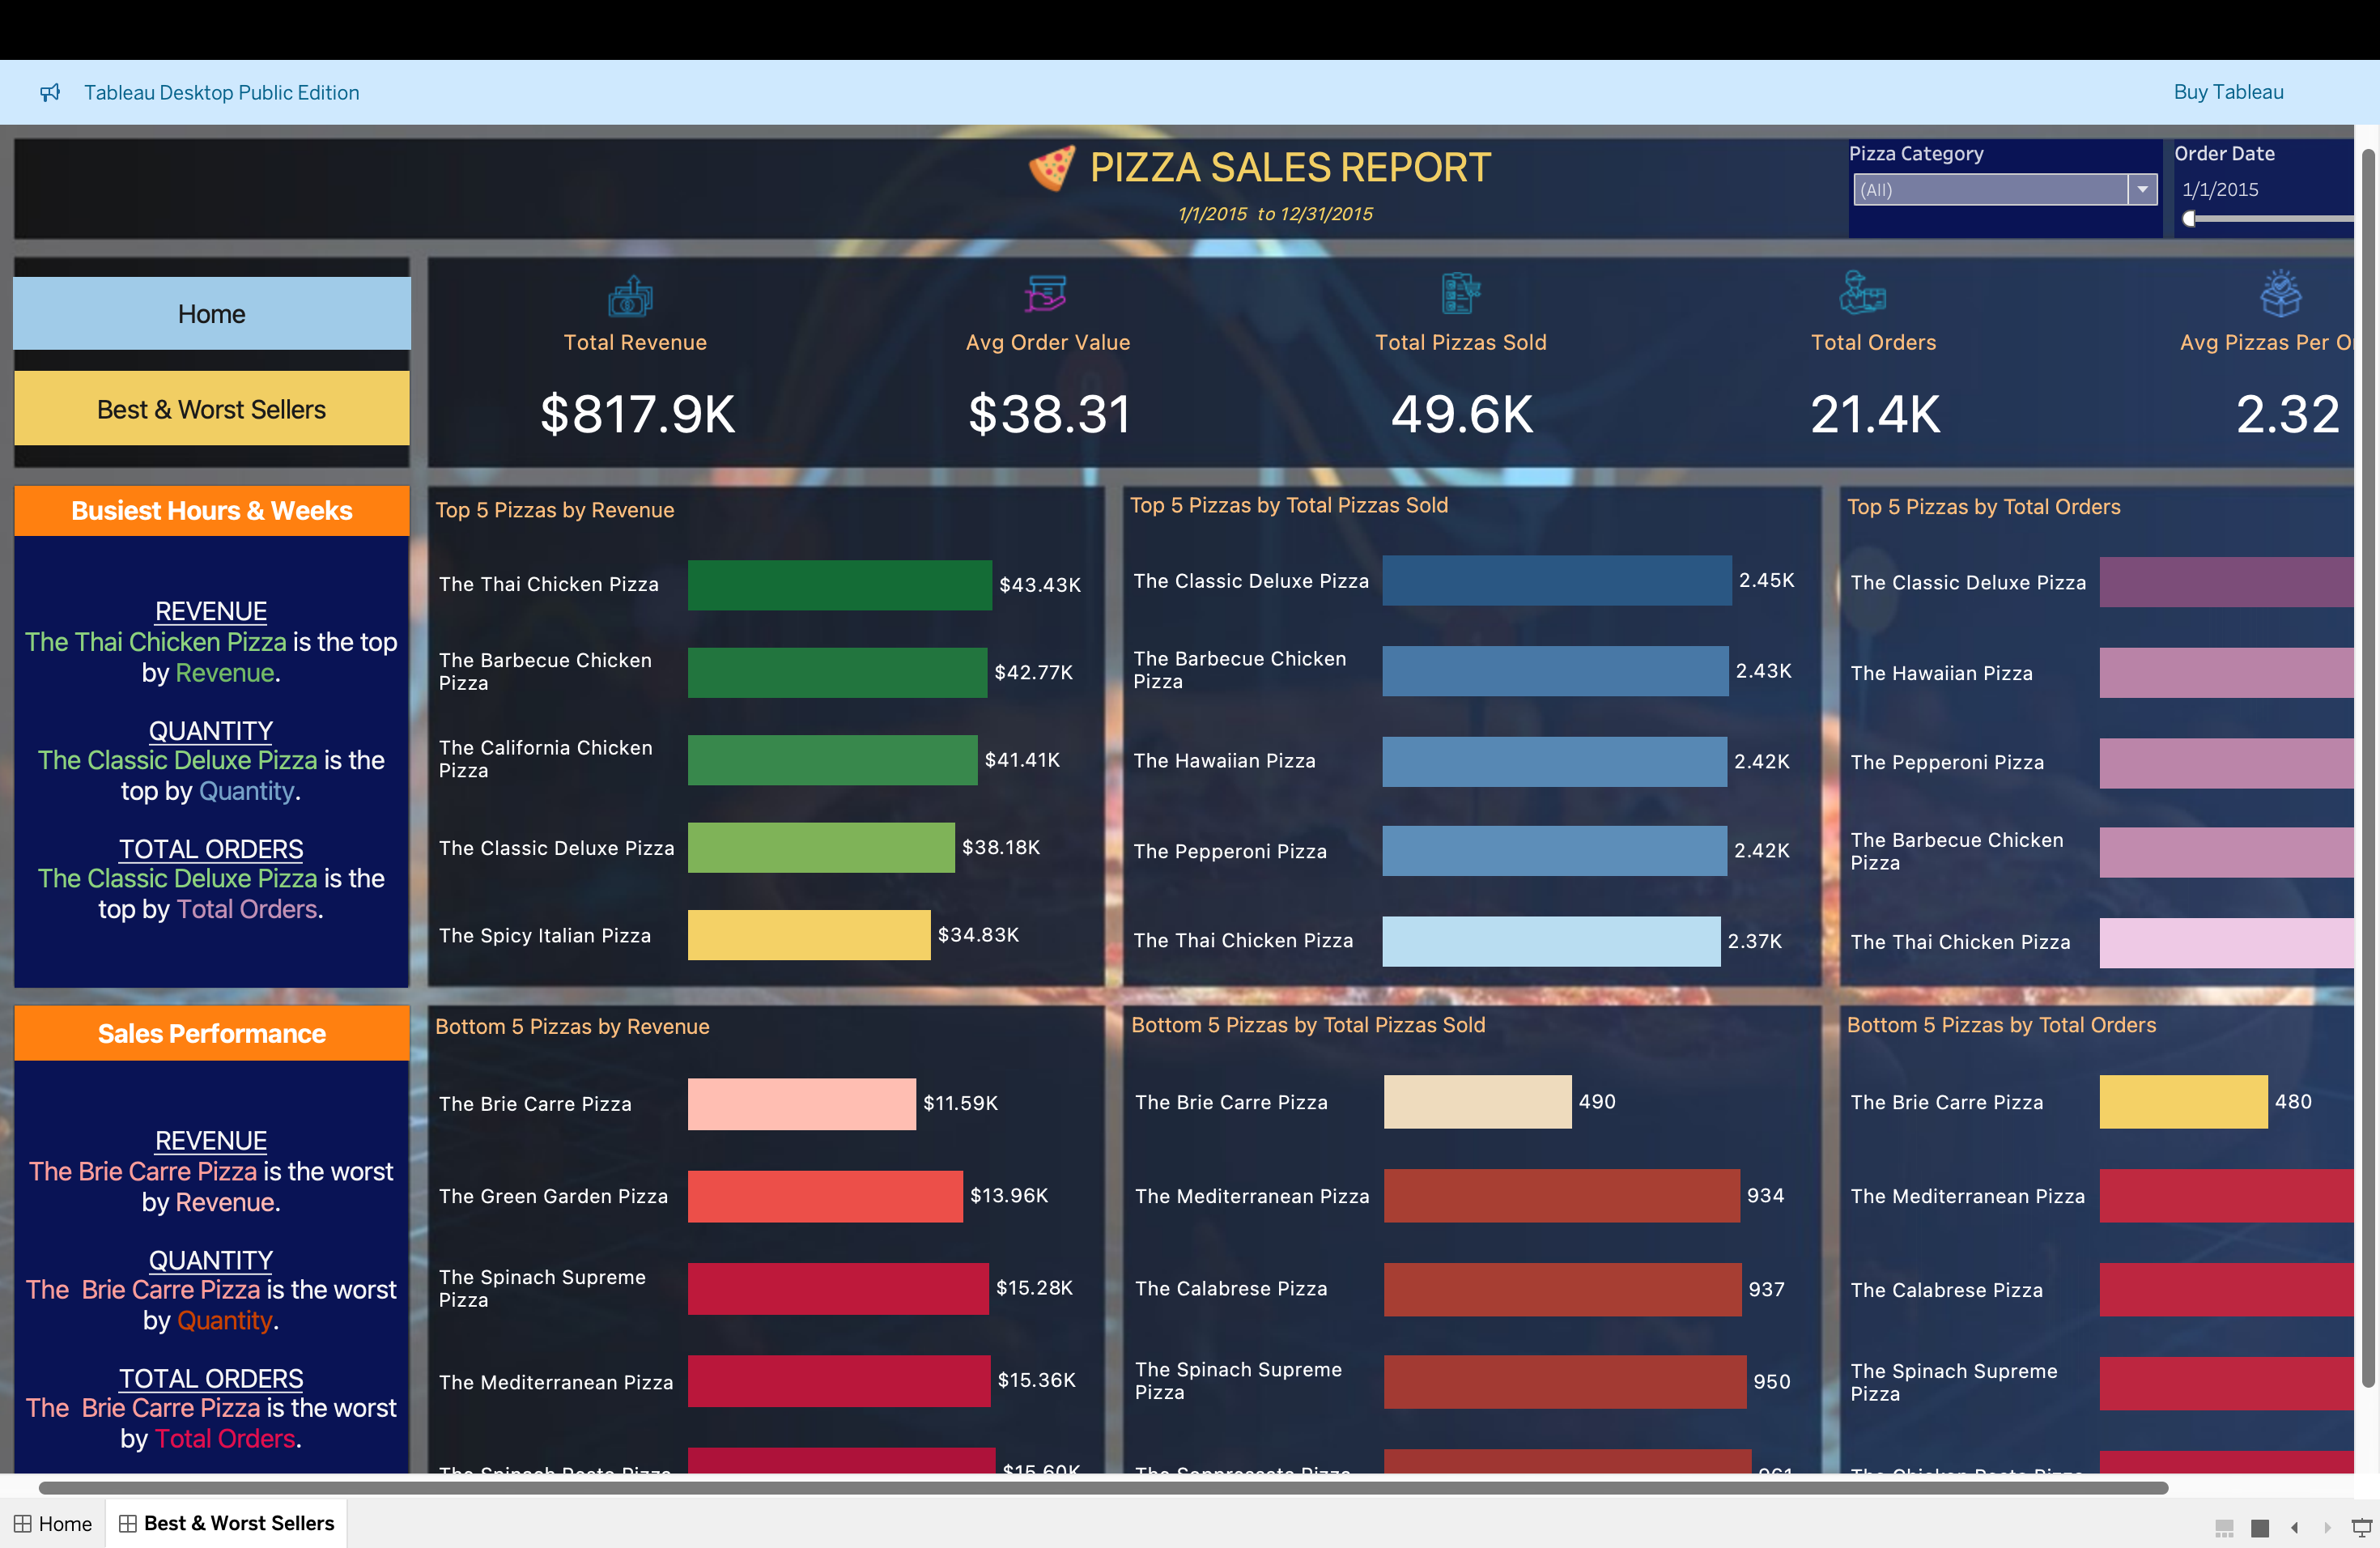 Tableau Desktop Public Edition
Buy Tableau
PIZZA SALES REPORT
1/1/2015 to 12/31/2015
Pizza Category
(All)
Order Date
1/1/2015
Home
Best & Worst Sellers
Total Revenue
$817.9K
Avg Order Value
$38.31
Total Pizzas Sold
49.6K
Total Orders
21.4K
Avg Pizzas Per
2.32
Busiest Hours & Weeks
REVENUE
The Thai Chicken Pizza is the top
by Revenue.
QUANTITY
The Classic Deluxe Pizza is the
top by Quantity.
TOTAL ORDERS
The Classic Deluxe Pizza is the
top by Total Orders.
Top 5 Pizzas by Revenue
The Thai Chicken Pizza $43.43K
The Barbecue Chicken
Pizza
$42.77K
The California Chicken
Pizza
$41.41K
The Classic Deluxe Pizza $38.18K
The Spicy Italian Pizza $34.83K
Top 5 Pizzas by Total Pizzas Sold
The Classic Deluxe Pizza 2.45K
The Barbecue Chicken
Pizza
2.43K
The Hawaiian Pizza 2.42K
The Pepperoni Pizza 2.42K
The Thai Chicken Pizza 2.37K
Top 5 Pizzas by Total Orders
The Classic Deluxe Pizza
The Hawaiian Pizza
The Pepperoni Pizza
The Barbecue Chicken
Pizza
The Thai Chicken Pizza
Sales Performance
REVENUE
The Brie Carre Pizza is the worst
by Revenue.
QUANTITY
The Brie Carre Pizza is the worst
by Quantity.
TOTAL ORDERS
The Brie Carre Pizza is the worst
by Total Orders.
Bottom 5 Pizzas by Revenue
The Brie Carre Pizza $11.59K
The Green Garden Pizza $13.96K
The Spinach Supreme
Pizza
$15.28K
The Mediterranean Pizza $15.36K
The Spinach Pesto Pizza $15.60K
Bottom 5 Pizzas by Total Pizzas Sold
The Brie Carre Pizza 490
The Mediterranean Pizza 934
The Calabrese Pizza 937
The Spinach Supreme
Pizza
950
The Soppressata Pizza 961
Bottom 5 Pizzas by Total Orders
The Brie Carre Pizza 480
The Mediterranean Pizza
The Calabrese Pizza
The Spinach Supreme
Pizza
The Chicken Pesto Pizza
Home
Best & Worst Sellers